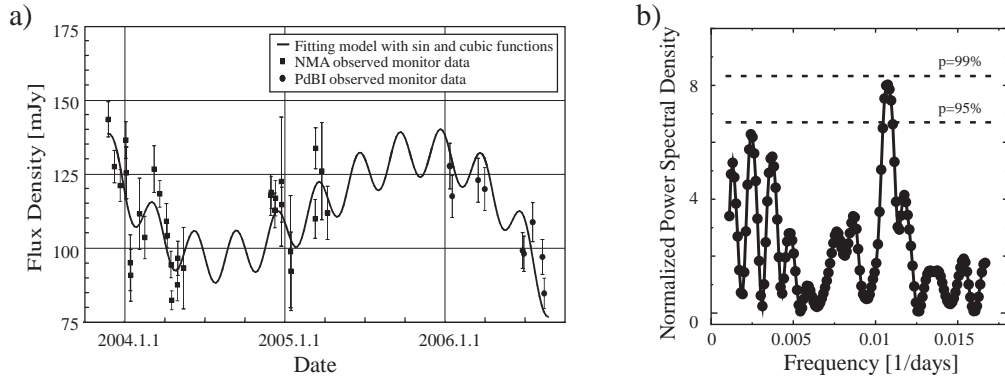 a)
175
150
125
100
75
Flux Density [mJy]
Fitting model with sin and cubic functions
NMA observed monitor data
PdBI observed monitor data
2004.1.1
2005.1.1
2006.1.1
Date
b)
Normalized Power Spectral Density
8
4
0
p=99%
p=95%
0
0.005
0.01
0.015
Frequency [1/days]